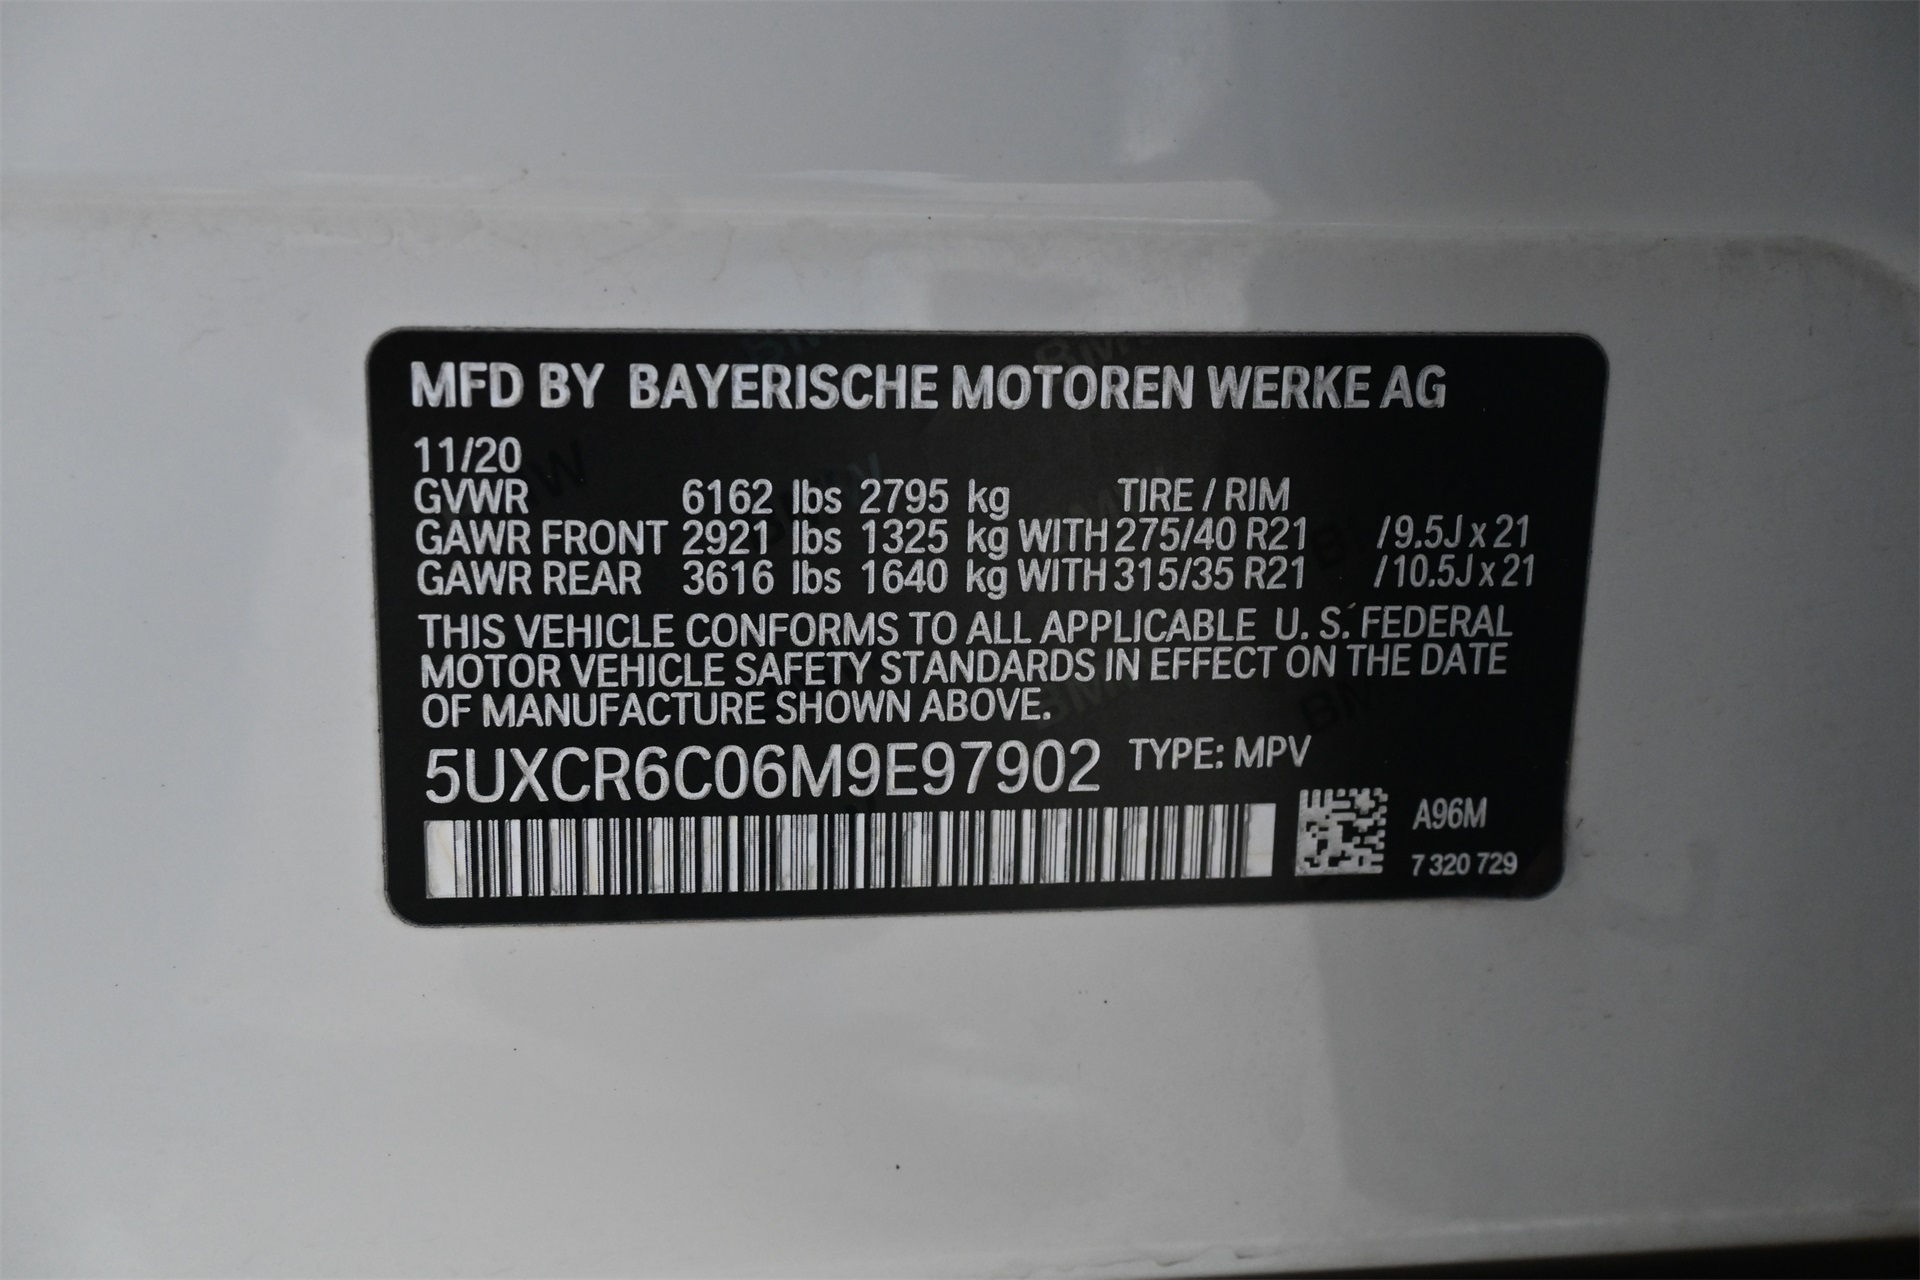 MFD BY BAYERISCHE MOTOREN WERKE AG
11/20
GVWR 6162 lbs 2795 kg TIRE / RIM
GAWR FRONT 2921 lbs 1325 kg WITH 275/40 R21 /9.5J x 21
GAWR REAR 3616 lbs 1640 kg WITH 315/35 R21 /10.5J x 21
THIS VEHICLE CONFORMS TO ALL APPLICABLE U. S. FEDERAL
MOTOR VEHICLE SAFETY STANDARDS IN EFFECT ON THE DATE
OF MANUFACTURE SHOWN ABOVE.
5UXCR6C06M9E97902 TYPE: MPV
A96M
7 320 729